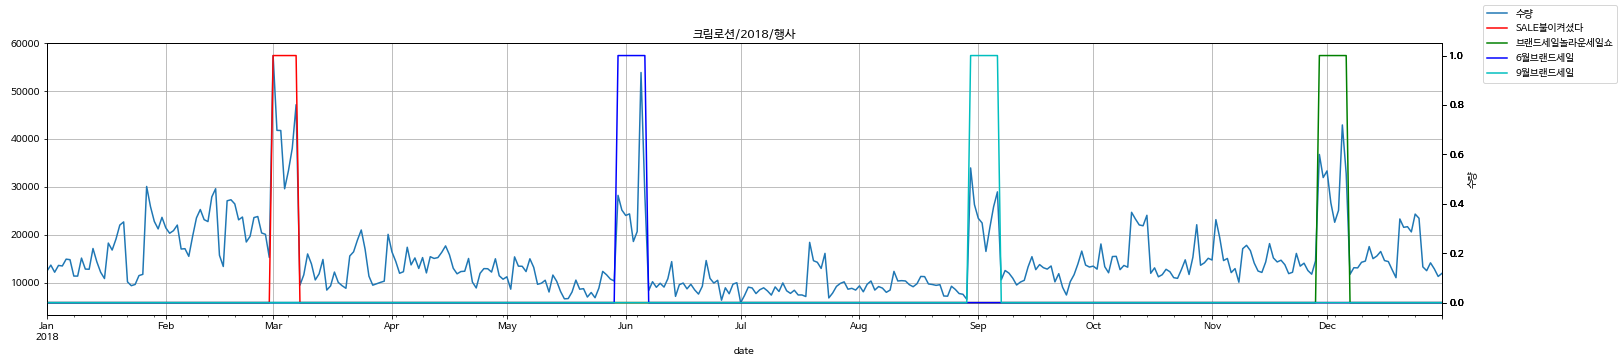 크림로션/2018/행사
수량
SALE불이켜셨다
브랜드세일놀라운세일쇼
6월브랜드세일
9월브랜드세일
60000
50000
40000
30000
20000
10000
1.0
0.8
0.6
0.4
0.2
0.0
수량
Jan Feb Mar Apr May Jun Jul Aug Sep Oct Nov Dec
2018
date